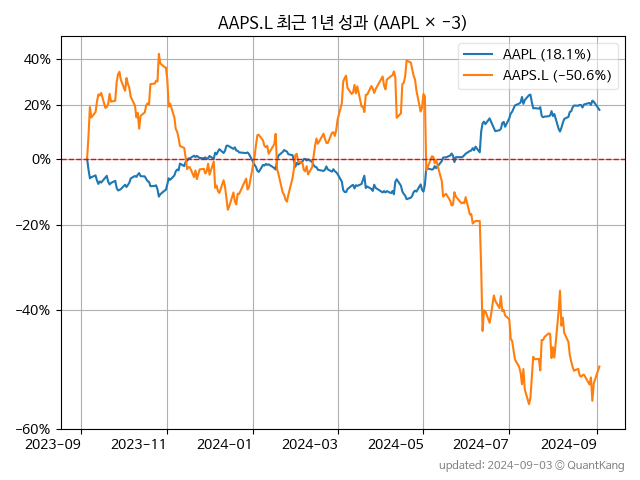 AAPS.L 최근 1년 성과 (AAPL × −3)
AAPL (18.1%)
AAPS.L (−50.6%)
40%
20%
0%
−20%
−40%
−60%
2023−09 2023−11 2024−01 2024−03 2024−05 2024−07 2024−09
updated: 2024−09−03 ⓒ QuantKang